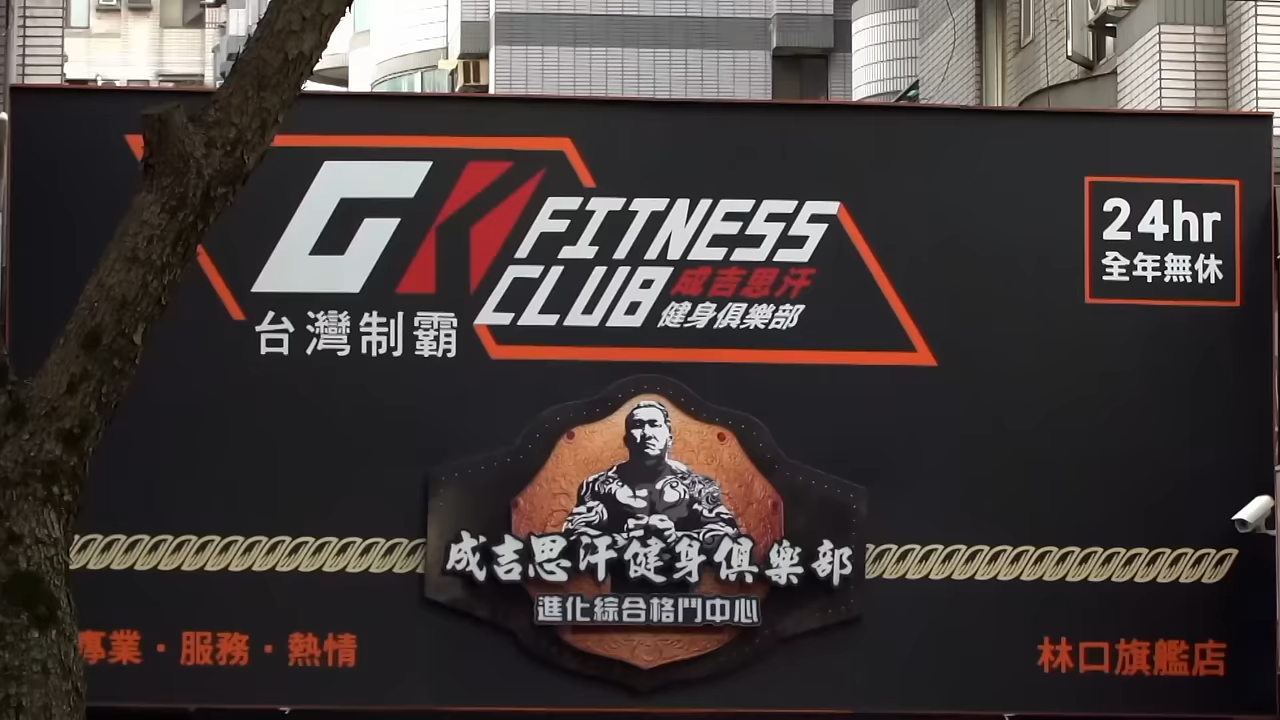 GK FITNESS
CLUB 成吉思汗
健身俱樂部
台灣制霸
24hr
全年無休
成吉思汗健身俱樂部
進化綜合格鬥中心
專業·服務·熱情
林口旗艦店